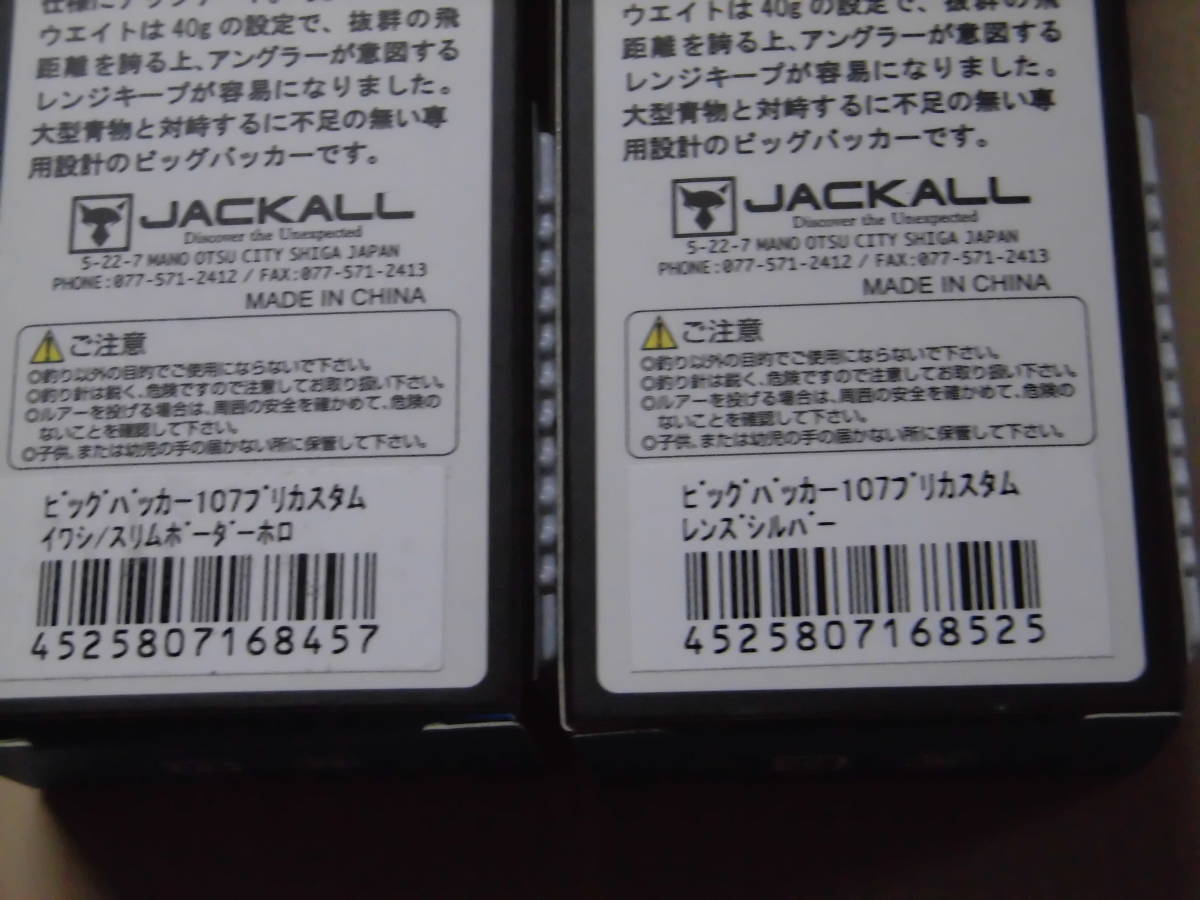 仕様に
ウエイトは40gの設定で、抜群の飛
距離を誇る上、アングラーが意図する
レンジキープが容易になりました。
大型青物と対峙するに不足の無い専
用設計のビッグバッカーです。
JACKALL
Discover the Unexpected
5-22-7 MANO OTSU CITY SHIGA JAPAN
PHONE:077-571-2412 / FAX:077-571-2413
MADE IN CHINA
ご注意
○釣り以外の目的でご使用にならないで下さい。
○釣り針は鋭く、危険ですので注意してお取り扱い下さい。
○ルアーを投げる場合は、周囲の安全を確かめて、危険の
ないことを確認して下さい。
○子供、または幼児の手の届かない所に保管して下さい。
ﾋﾞｯｸﾞﾊﾞｯｶｰ107ﾌﾞﾘｶｽﾀﾑ
ｲﾜｼ/ｽﾘﾑﾎﾞｰﾀﾞｰﾎﾛ
4525807168457
ウエイトは40gの設定で、抜群の飛
距離を誇る上、アングラーが意図する
レンジキープが容易になりました。
大型青物と対峙するに不足の無い専
用設計のビッグバッカーです。
JACKALL
Discover the Unexpected
5-22-7 MANO OTSU CITY SHIGA JAPAN
PHONE:077-571-2412 / FAX:077-571-2413
MADE IN CHINA
ご注意
○釣り以外の目的でご使用にならないで下さい。
○釣り針は鋭く、危険ですので注意してお取り扱い下さい。
○ルアーを投げる場合は、周囲の安全を確かめて、危険の
ないことを確認して下さい。
○子供、または幼児の手の届かない所に保管して下さい。
ﾋﾞｯｸﾞﾊﾞｯｶｰ107ﾌﾞﾘｶｽﾀﾑ
ﾚﾝｽﾞｼﾙﾊﾞｰ
4525807168525